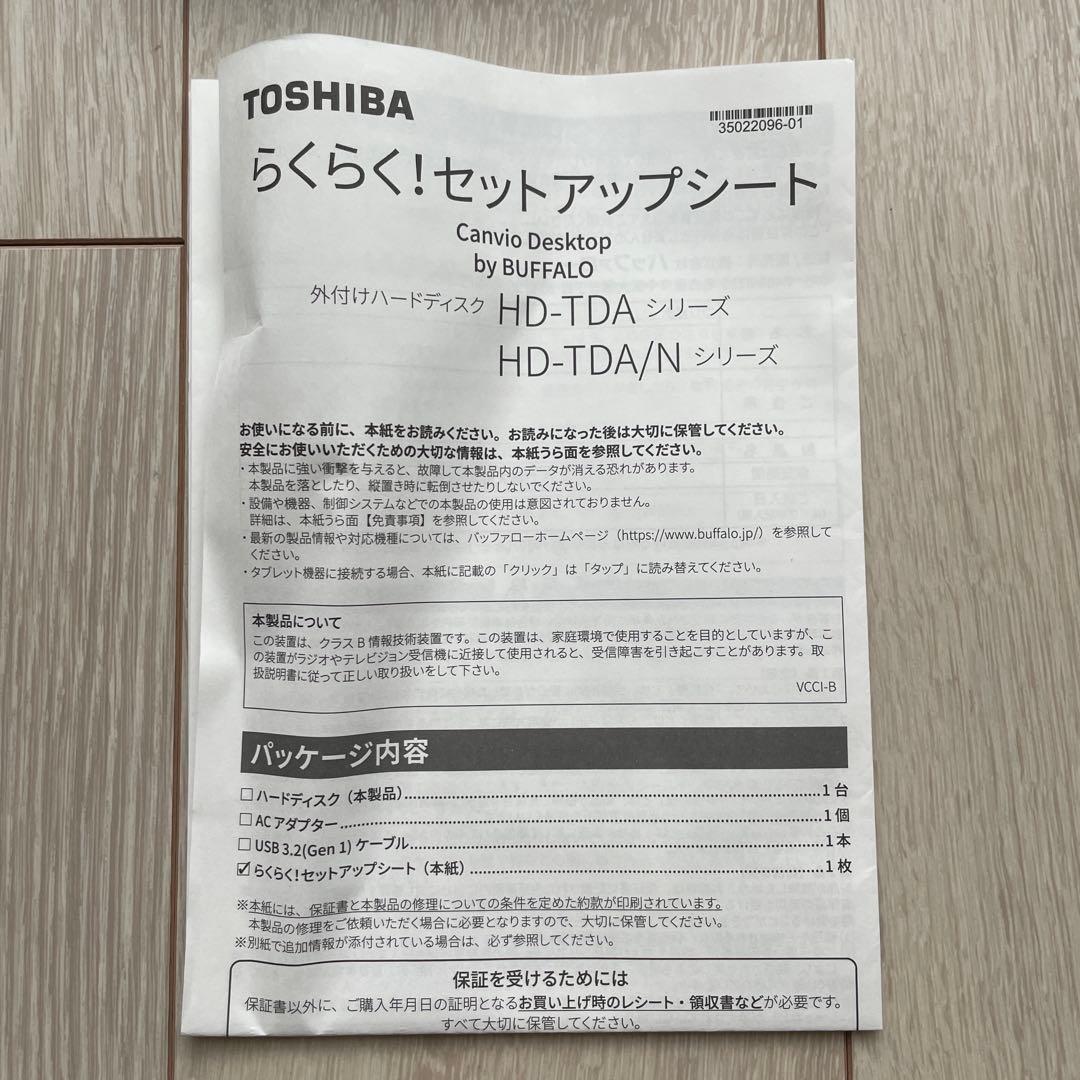 TOSHIBA
35022096-01
らくらく!セットアップシート
Canvio Desktop
by BUFFALO
外付けハードディスク HD-TDA シリーズ
HD-TDA/N シリーズ
お使いになる前に、本紙をお読みください。お読みになった後は大切に保管してください。
安全にお使いいただくための大切な情報は、本紙うら面を参照してください。
・本製品に強い衝撃を与えると、故障して本製品内のデータが消える恐れがあります。
本製品を落としたり、縦置き時に転倒させたりしないでください。
・設備や機器、制御システムなどでの本製品の使用は意図されておりません。
詳細は、本紙うら面【免責事項】を参照してください。
・最新の製品情報や対応機種については、バッファローホームページ（https://www.buffalo.jp/）を参照して
ください。
・タブレット機器に接続する場合、本紙に記載の「クリック」は「タップ」に読み替えてください。
本製品について
この装置は、クラス B 情報技術装置です。この装置は、家庭環境で使用することを目的としていますが、こ
の装置がラジオやテレビジョン受信機に近接して使用されると、受信障害を引き起こすことがあります。取
扱説明書に従って正しい取り扱いをして下さい。
VCCI-B
パッケージ内容
□ハードディスク（本製品）........1 台
□ACアダプター........1 個
□USB 3.2(Gen 1) ケーブル........1 本
☑らくらく!セットアップシート（本紙）........1 枚
※本紙には、保証書と本製品の修理についての条件を定めた約款が印刷されています。
本製品の修理をご依頼いただく場合に必要となりますので、大切に保管してください。
※別紙で追加情報が添付されている場合は、必ず参照してください。
保証を受けるためには
保証書以外に、ご購入年月日の証明となるお買い上げ時のレシート・領収書などが必要です。
すべて大切に保管してください。